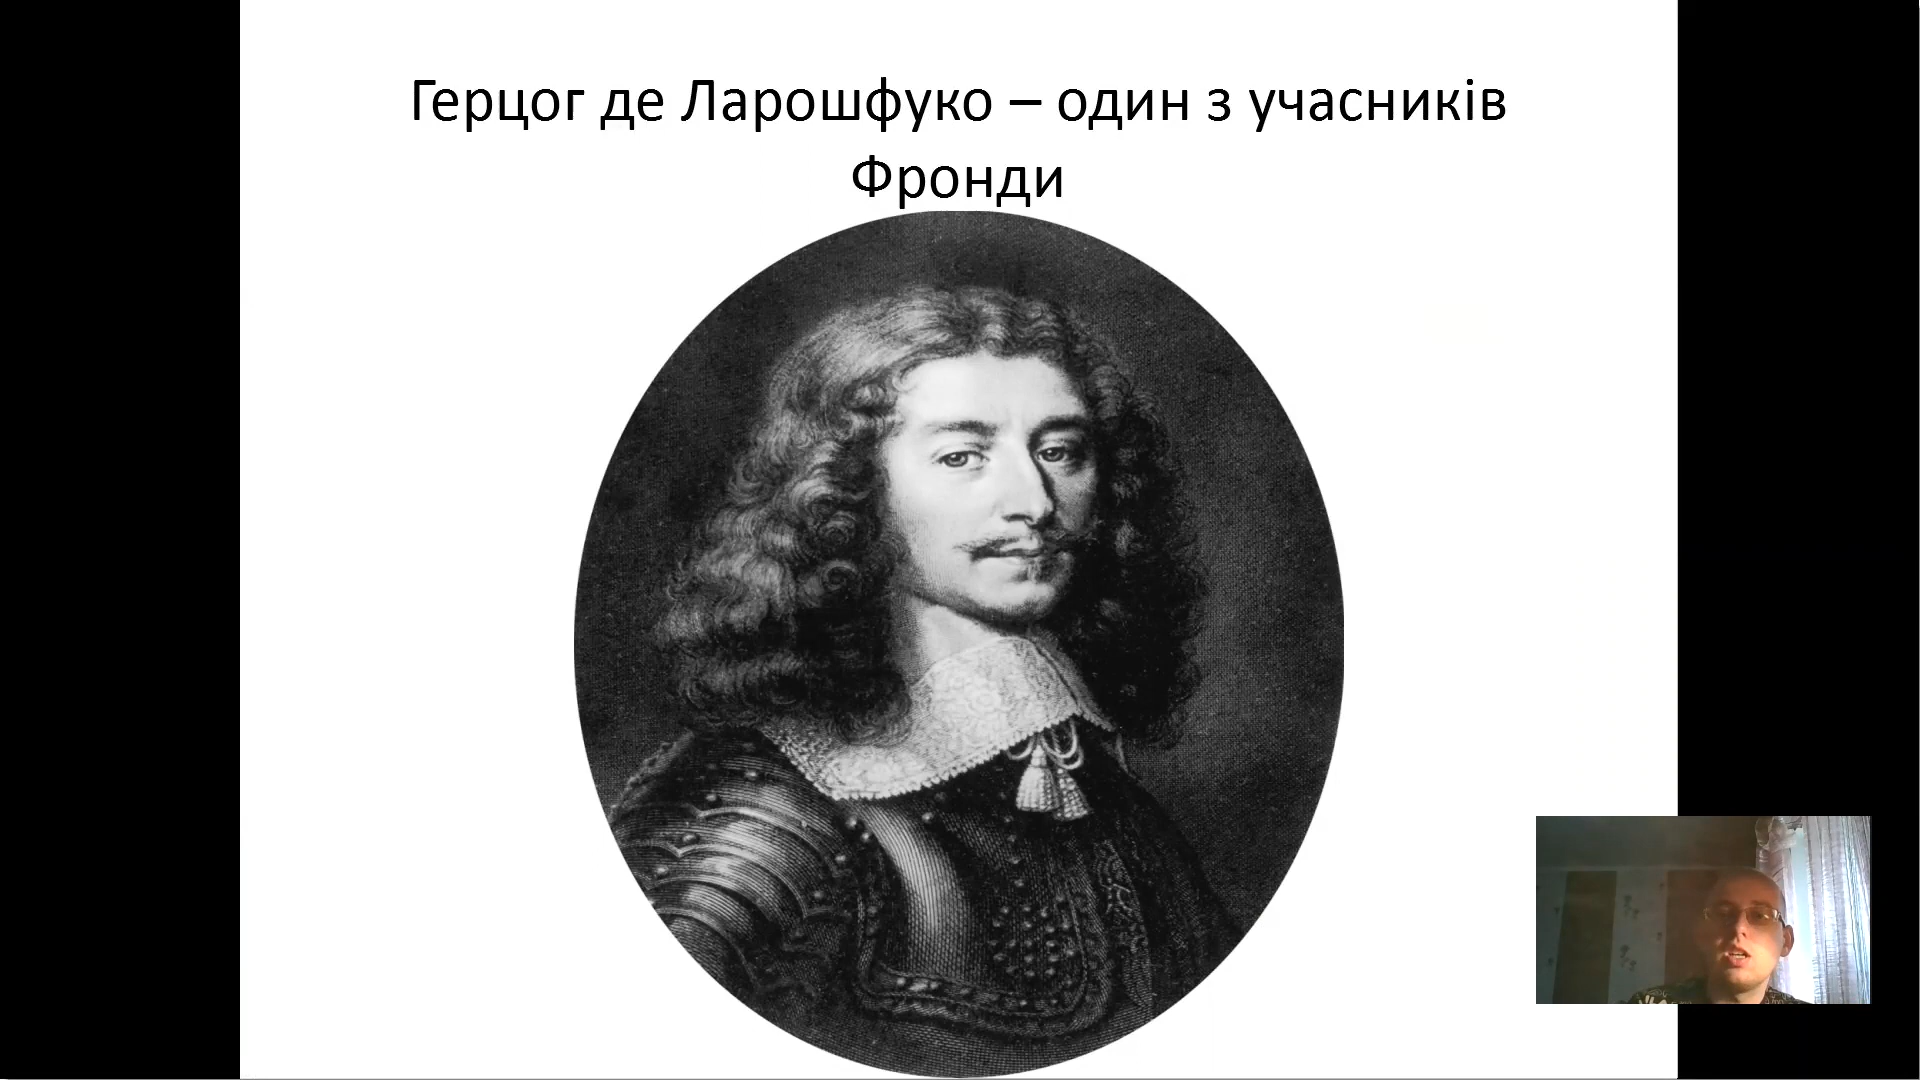 Герцог де Ларошфуко – один з учасників
Фронди